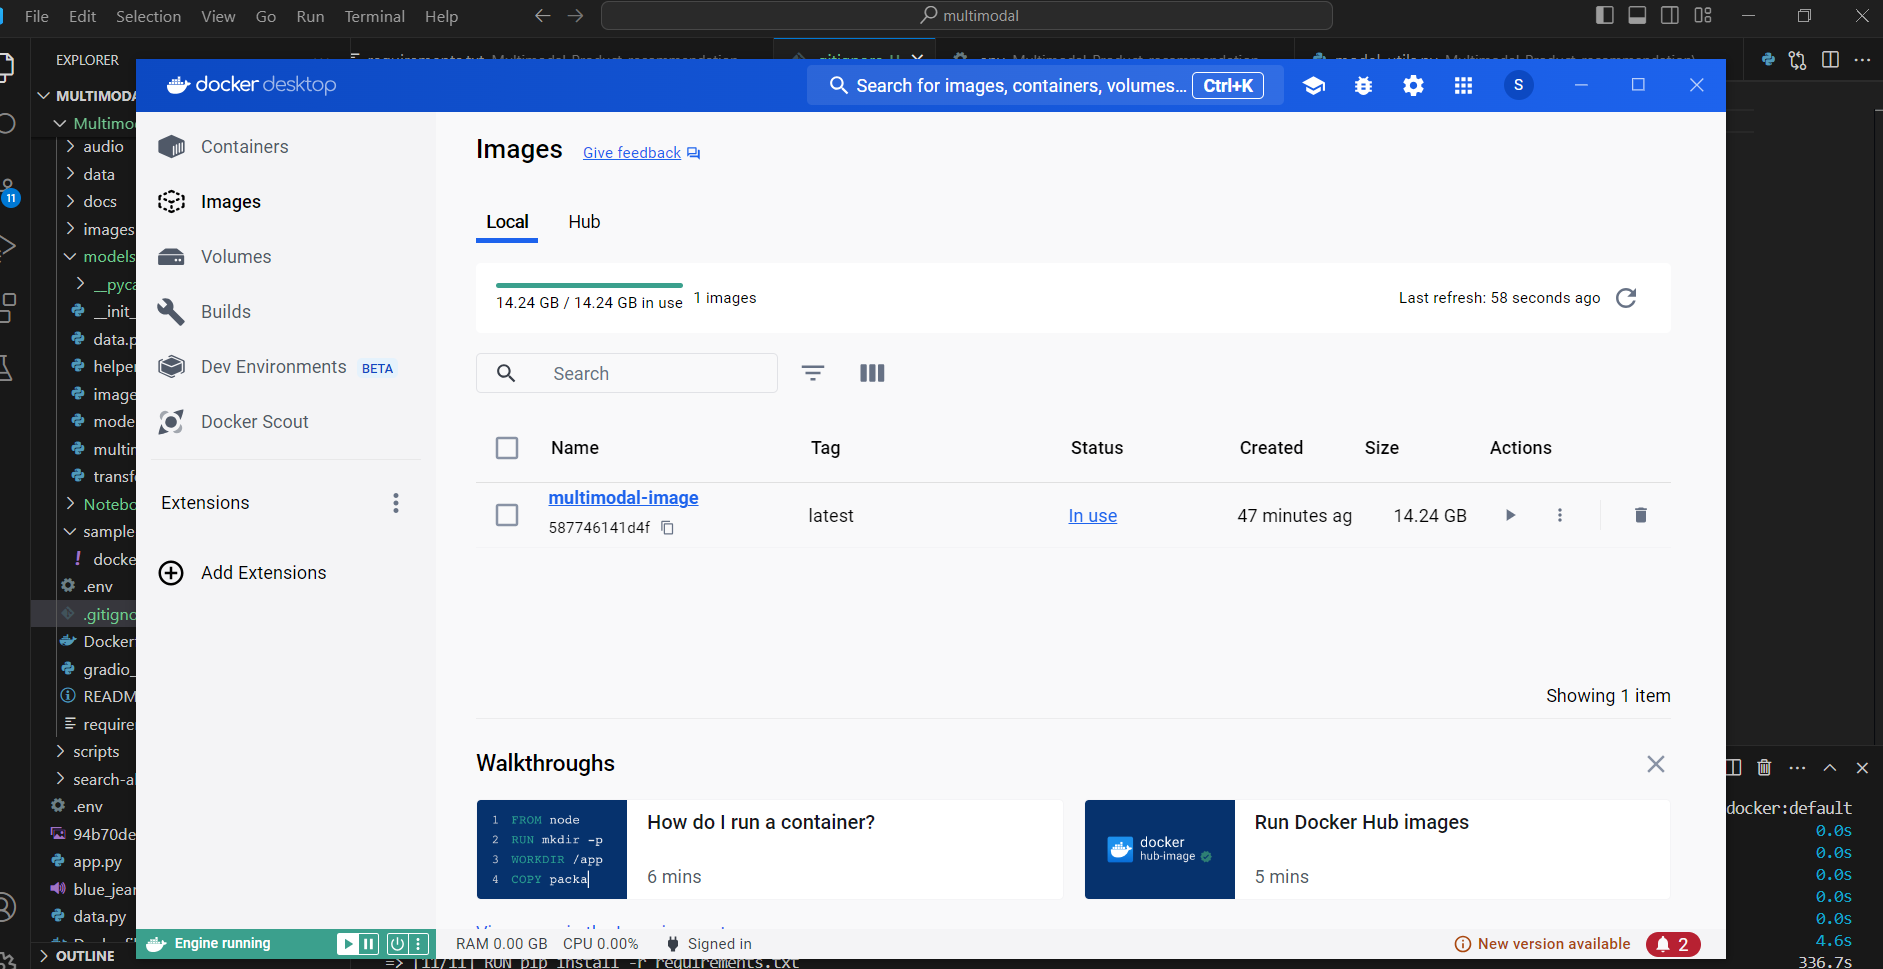 File Edit Selection View Go Run Terminal Help
multimodal
EXPLORER
MULTIMODA
Multimo
audio
data
docs
images
models
__pyca
__init_
data.p
helper
image
mode
multin
transfo
Notebo
sample
docke
.env
.gitigno
Docker
gradio_
READM
requirer
scripts
search-a
.env
94b70de
app.py
blue_jear
data.py
OUTLINE
11
docker desktop
Search for images, containers, volumes... Ctrl+K
S
Containers
Images
Volumes
Builds
Dev Environments BETA
Docker Scout
Extensions
Add Extensions
Images Give feedback
Local Hub
14.24 GB / 14.24 GB in use 1 images
Last refresh: 58 seconds ago
Search
Name Tag Status Created Size Actions
multimodal-image
587746141d4f
latest In use 47 minutes ag 14.24 GB
Showing 1 item
Walkthroughs
1 FROM node
2 RUN mkdir -p
3 WORKDIR /app
4 COPY packa
How do I run a container?
6 mins
docker
hub-image
Run Docker Hub images
5 mins
Engine running
RAM 0.00 GB CPU 0.00% Signed in
New version available 2
docker:default
0.0s
0.0s
0.0s
0.0s
0.0s
4.6s
=> [11/11] RUN pip install -r requirements.txt
336.7s